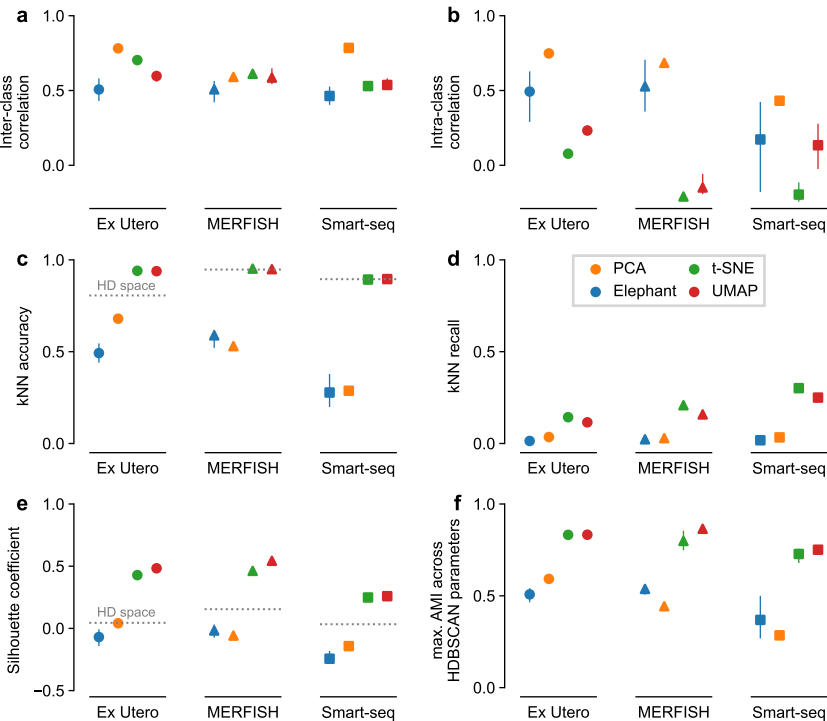 a
b
Inter-class
correlation
1.0
0.5
0.0
Ex Utero
MERFISH
Smart-seq
Intra-class
correlation
1.0
0.5
0.0
Ex Utero
MERFISH
Smart-seq
c
d
kNN accuracy
1.0
0.5
0.0
HD space
Ex Utero
MERFISH
Smart-seq
kNN recall
1.0
0.5
0.0
PCA
t-SNE
Elephant
UMAP
Ex Utero
MERFISH
Smart-seq
e
f
Silhouette coefficient
1.0
0.5
0.0
−0.5
HD space
Ex Utero
MERFISH
Smart-seq
max. AMI across
HDBSCAN parameters
1.0
0.5
0.0
Ex Utero
MERFISH
Smart-seq